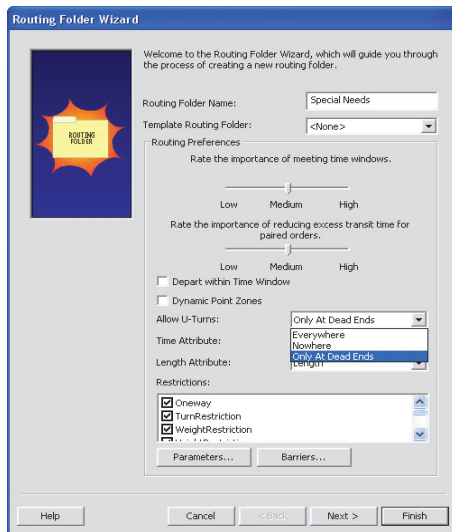 Routing Folder Wizard
Welcome to the Routing Folder Wizard, which will guide you through
the process of creating a new routing folder.
ROUTING
FOLDER
Routing Folder Name:
Special Needs
Template Routing Folder:
<None>
Routing Preferences
Rate the importance of meeting time windows.
Low Medium High
Rate the importance of reducing excess transit time for
paired orders.
Low Medium High
Depart within Time Window
Dynamic Point Zones
Allow U-Turns:
Only At Dead Ends
Everywhere
Nowhere
Only At Dead Ends
Time Attribute:
Length Attribute:
Length
Restrictions:
Oneway
TurnRestriction
WeightRestriction
Parameters...
Barriers...
Help
Cancel
< Back
Next >
Finish